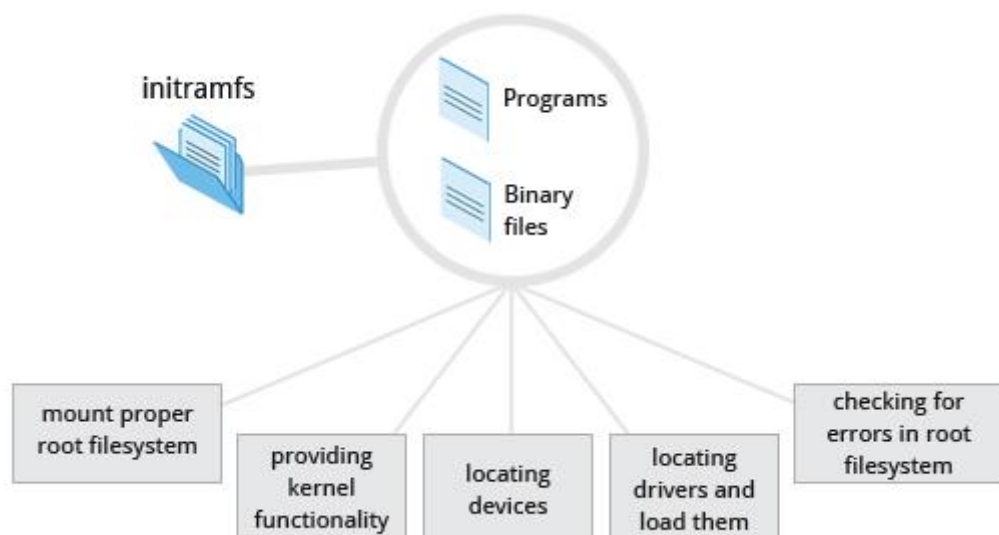 initramfs
Programs
Binary
files
mount proper
root filesystem
providing
kernel
functionality
locating
devices
locating
drivers and
load them
checking for
errors in root
filesystem